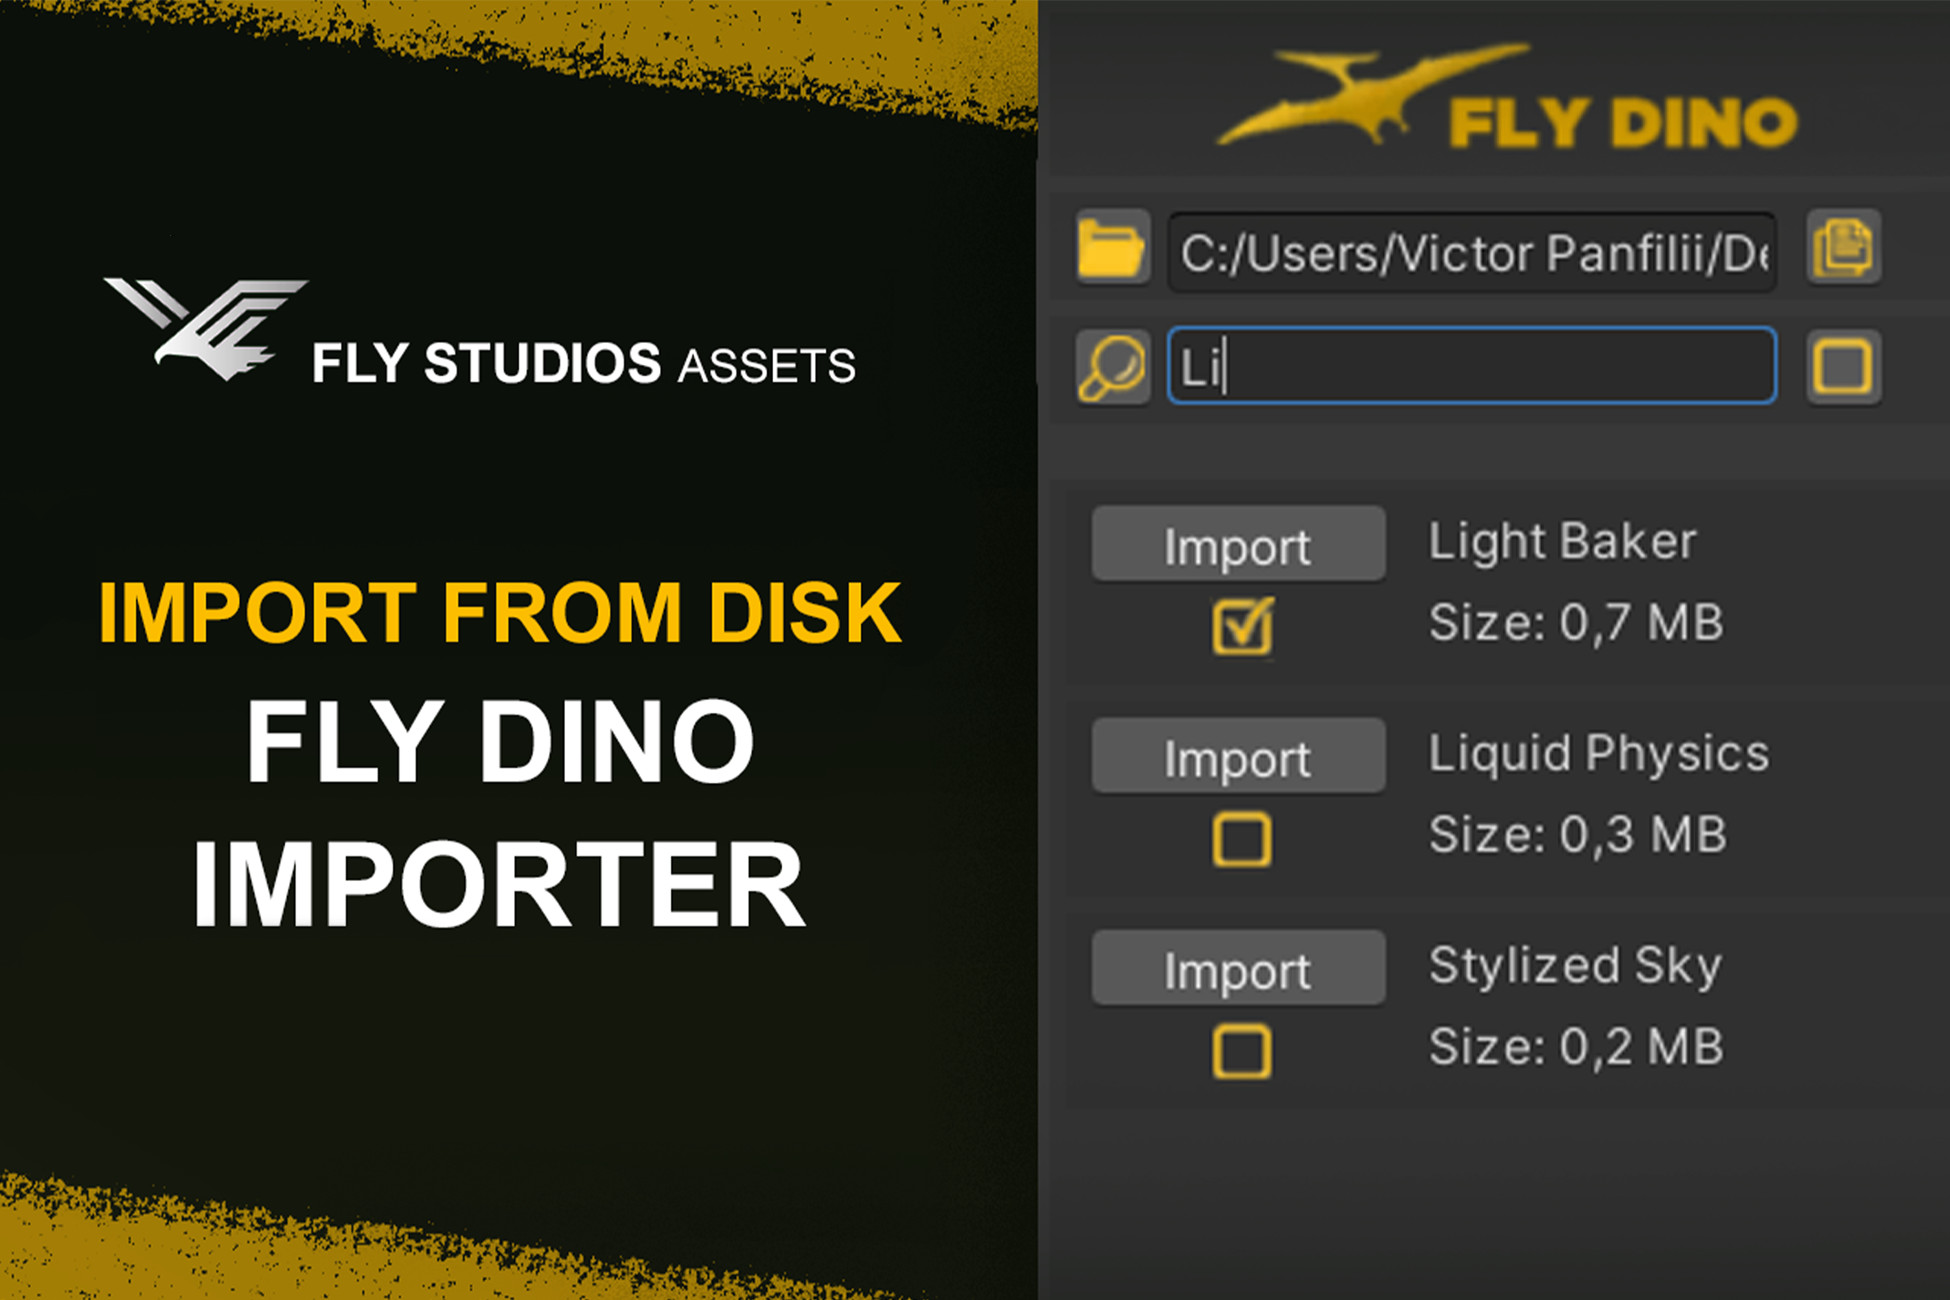 FLY STUDIOS ASSETS
IMPORT FROM DISK
FLY DINO
IMPORTER
FLY DINO
C:/Users/Victor Panfilii/De
Li
Import Light Baker
Size: 0,7 MB
Import Liquid Physics
Size: 0,3 MB
Import Stylized Sky
Size: 0,2 MB